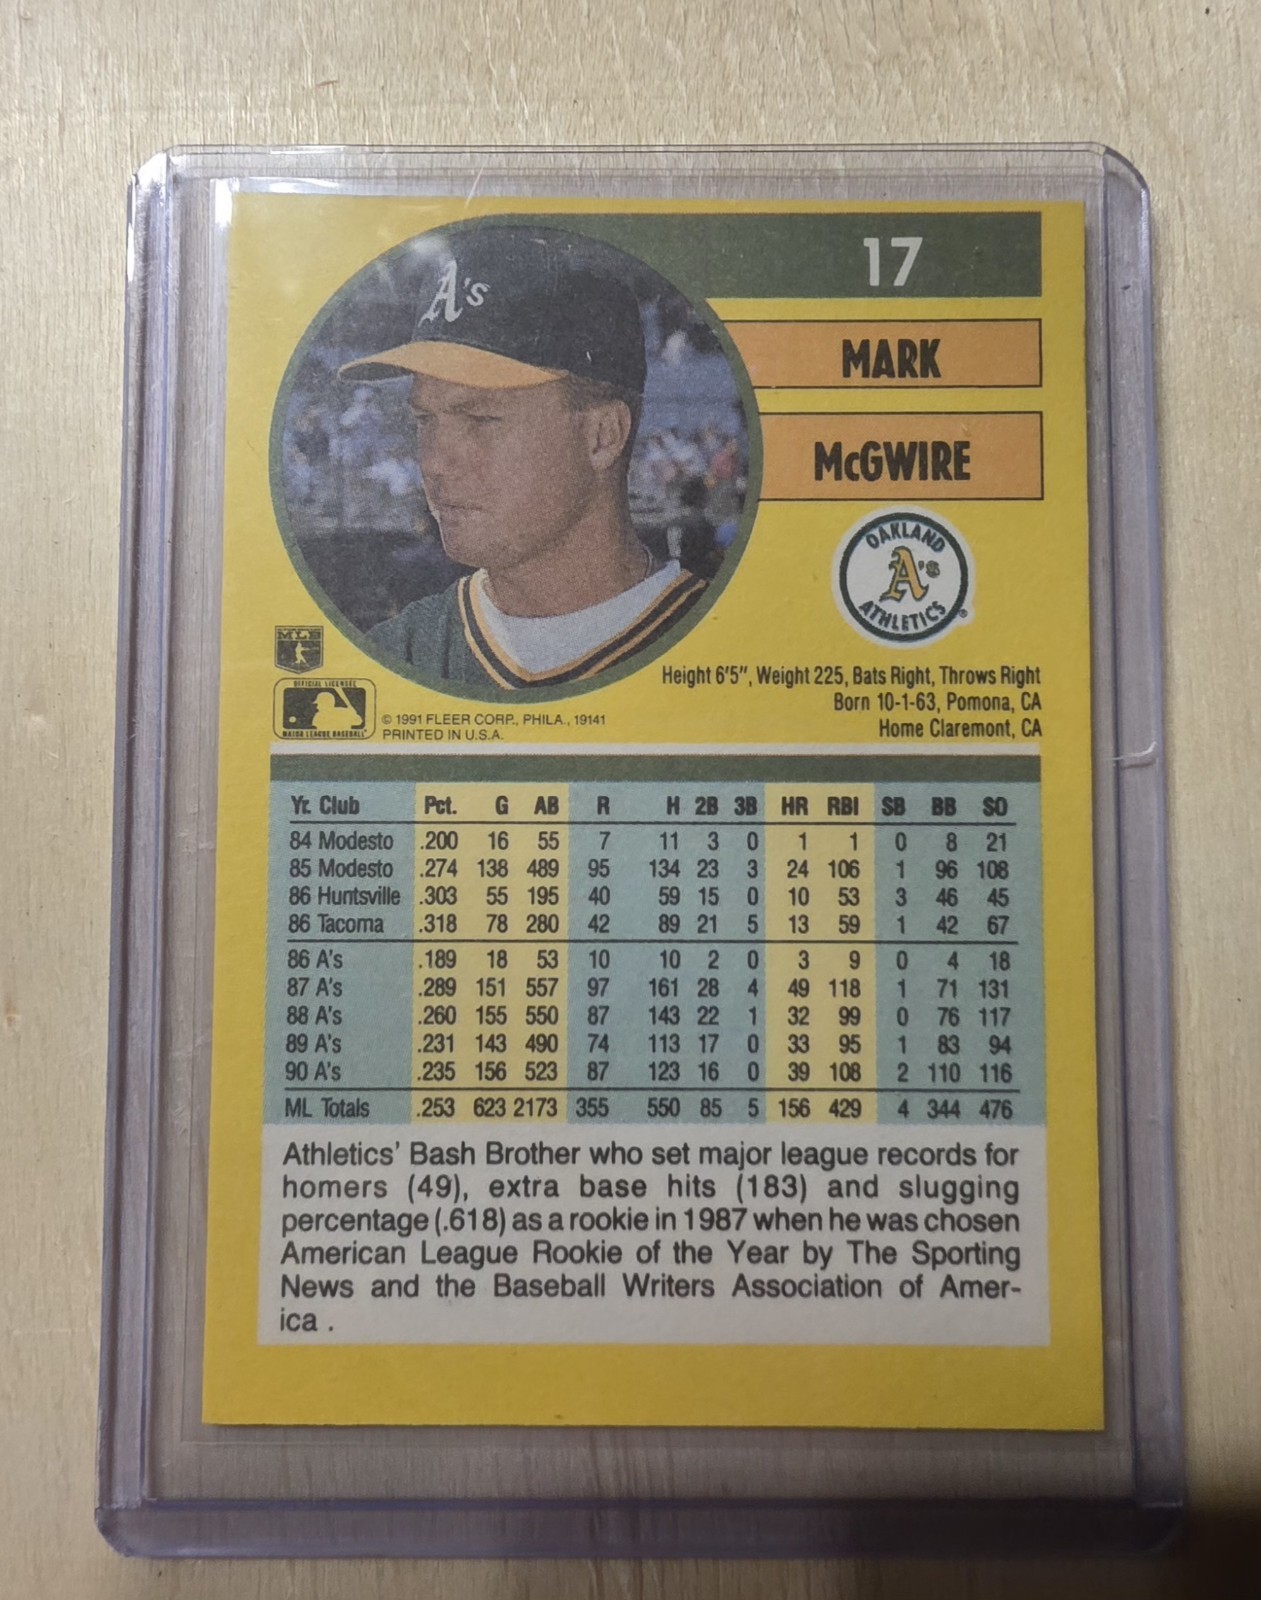 A's
17
MARK
McGWIRE
OAKLAND
A's
ATHLETICS ®
Height 6'5", Weight 225, Bats Right, Throws Right
Born 10-1-63, Pomona, CA
Home Claremont, CA
MLB
OFFICIAL LICENSEE
MAJOR LEAGUE BASEBALL
© 1991 FLEER CORP., PHILA., 19141
PRINTED IN U.S.A.
Yr. Club Pct. G AB R H 2B 3B HR RBI SB BB SO
84 Modesto .200 16 55 7 11 3 0 1 1 0 8 21
85 Modesto .274 138 489 95 134 23 3 24 106 1 96 108
86 Huntsville .303 55 195 40 59 15 0 10 53 3 46 45
86 Tacoma .318 78 280 42 89 21 5 13 59 1 42 67
86 A's .189 18 53 10 10 2 0 3 9 0 4 18
87 A's .289 151 557 97 161 28 4 49 118 1 71 131
88 A's .260 155 550 87 143 22 1 32 99 0 76 117
89 A's .231 143 490 74 113 17 0 33 95 1 83 94
90 A's .235 156 523 87 123 16 0 39 108 2 110 116
ML Totals .253 623 2173 355 550 85 5 156 429 4 344 476
Athletics' Bash Brother who set major league records for
homers (49), extra base hits (183) and slugging
percentage (.618) as a rookie in 1987 when he was chosen
American League Rookie of the Year by The Sporting
News and the Baseball Writers Association of Amer-
ica .